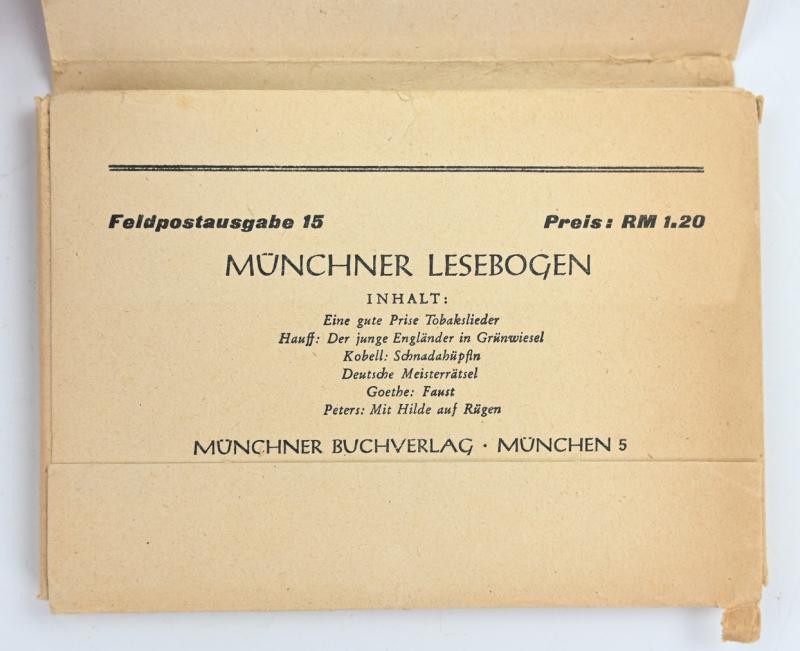 Feldpostausgabe 15 Preis: RM 1.20
MÜNCHNER LESEBOGEN
INHALT:
Eine gute Prise Tobakslieder
Hauff: Der junge Engländer in Grünwiesel
Kobell: Schnadahüpfln
Deutsche Meisterrätsel
Goethe: Faust
Peters: Mit Hilde auf Rügen
MÜNCHNER BUCHVERLAG · MÜNCHEN 5